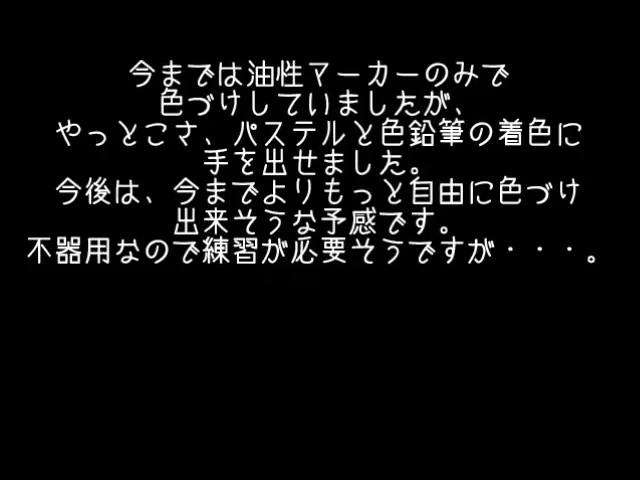 今までは油性マーカーのみで
色づけしていましたが、
やっとこさ、パステルと色鉛筆の着色に
手を出せました。
今後は、今までよりもっと自由に色づけ
出来そうな予感です。
不器用なので練習が必要そうですが・・・。